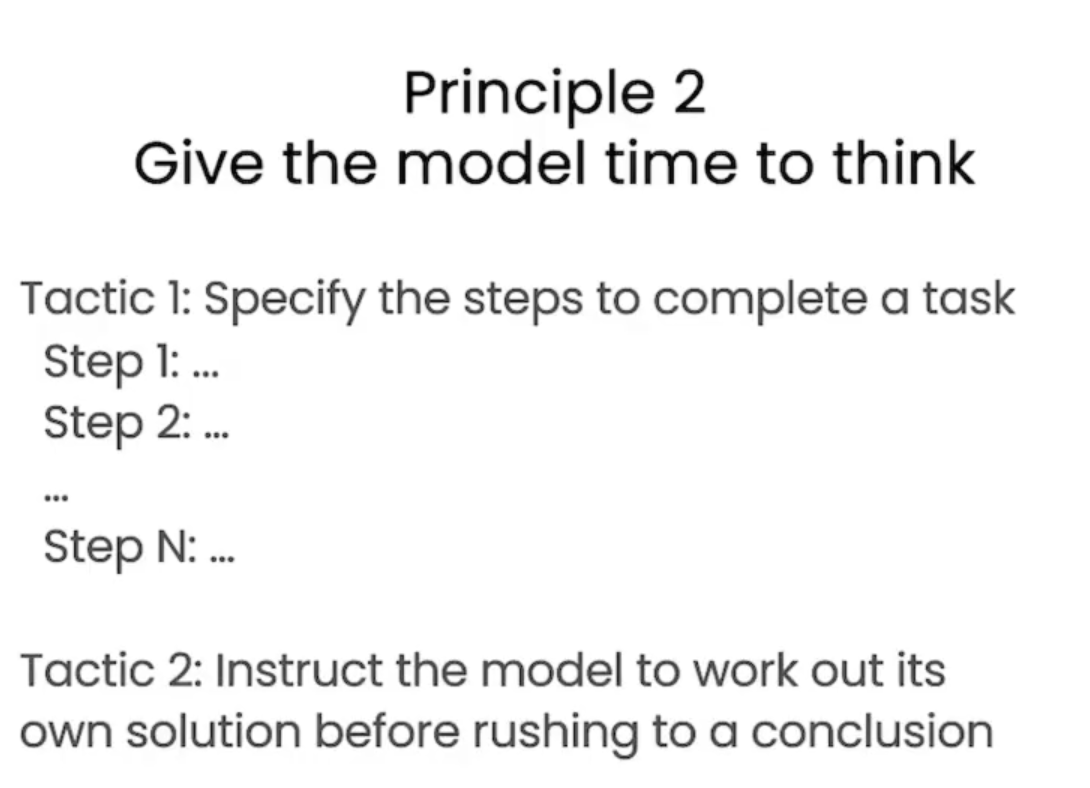 Principle 2
Give the model time to think
Tactic 1: Specify the steps to complete a task
Step 1: ...
Step 2: ...
...
Step N: ...
Tactic 2: Instruct the model to work out its
own solution before rushing to a conclusion